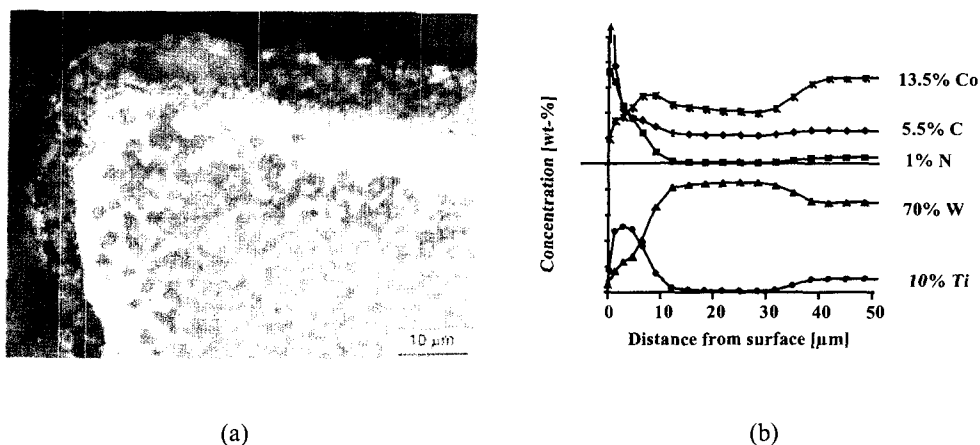 10 µm
(a)
Concentration [wt-%]
13.5% Co
5.5% C
1% N
70% W
10% Ti
0 10 20 30 40 50
Distance from surface [µm]
(b)